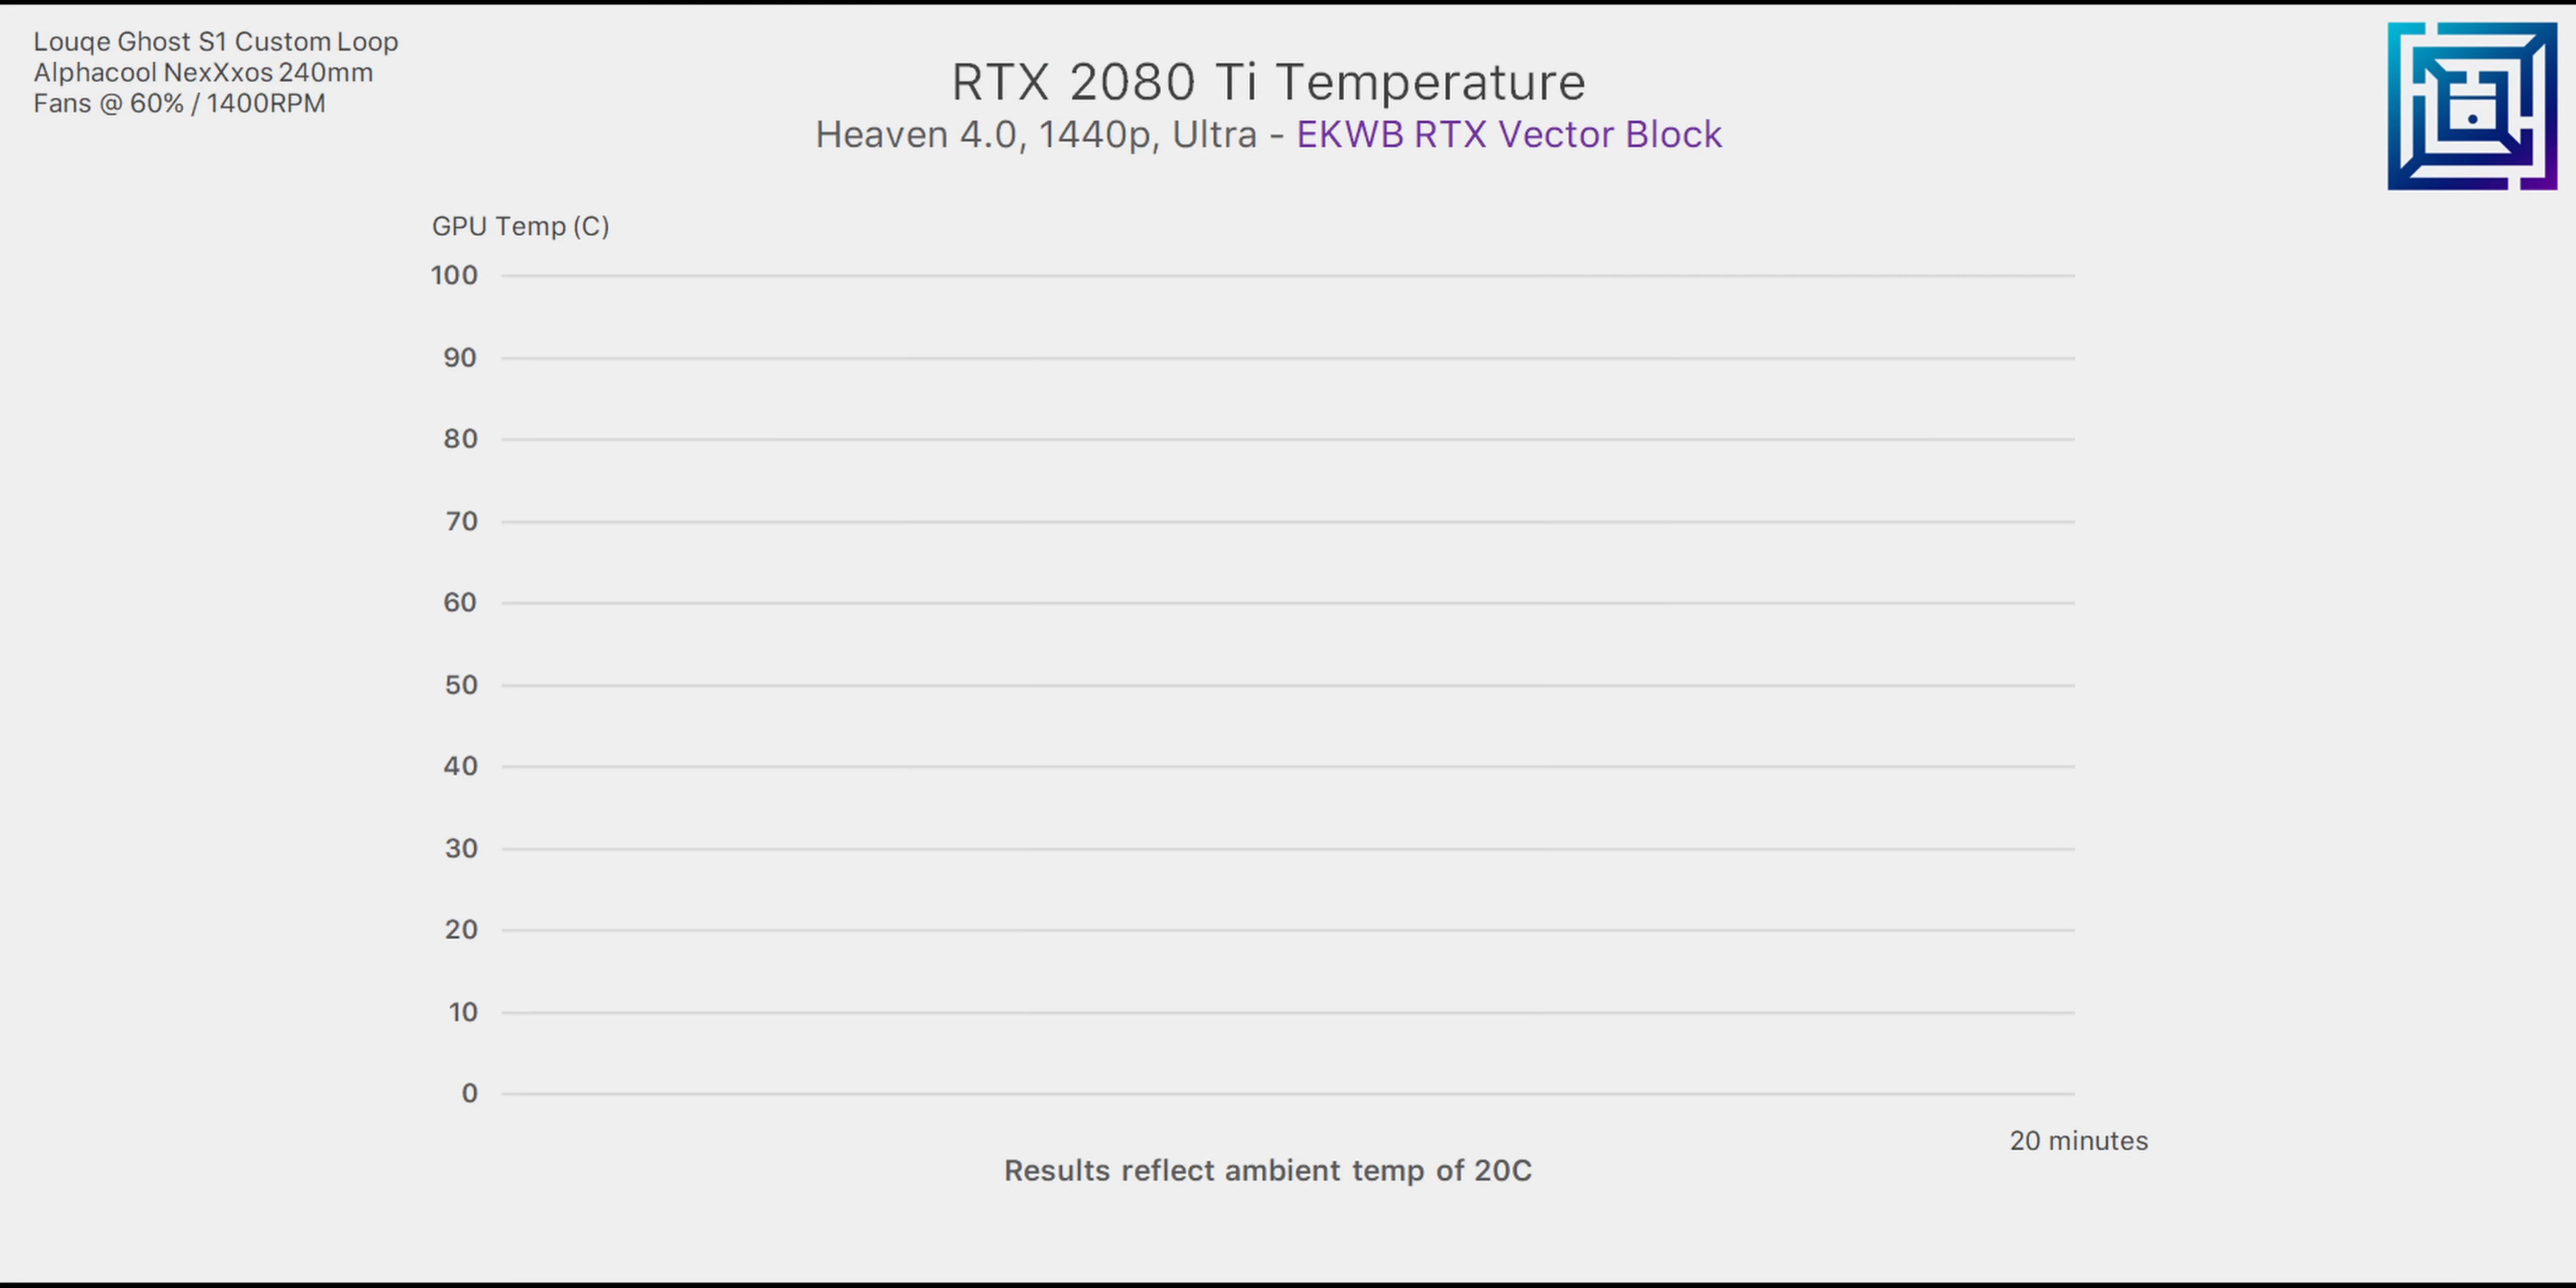 Louqe Ghost S1 Custom Loop
Alphacool NexXxos 240mm
Fans @ 60% / 1400RPM
RTX 2080 Ti Temperature
Heaven 4.0, 1440p, Ultra - EKWB RTX Vector Block
GPU Temp (C)
100
90
80
70
60
50
40
30
20
10
0
20 minutes
Results reflect ambient temp of 20C